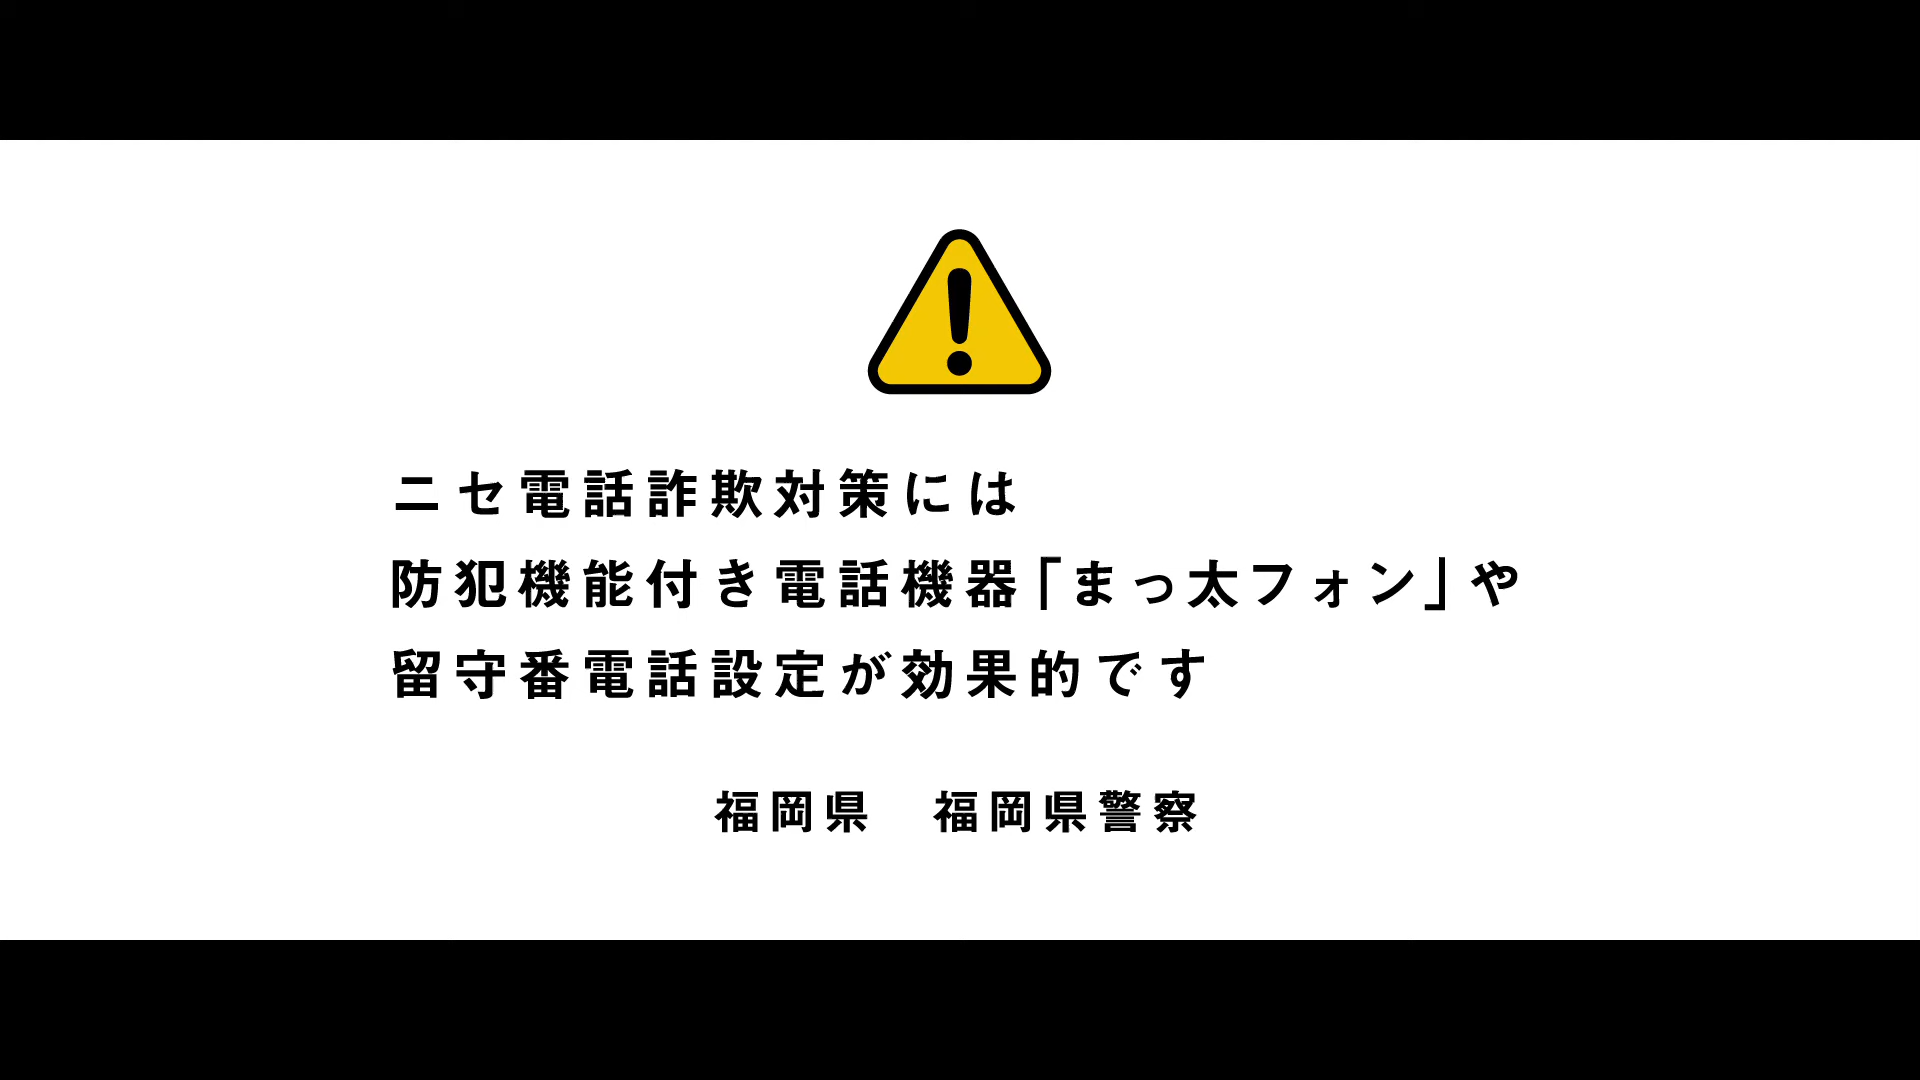 ニセ電話詐欺対策には
防犯機能付き電話機器「まっ太フォン」や
留守番電話設定が効果的です
福岡県　福岡県警察